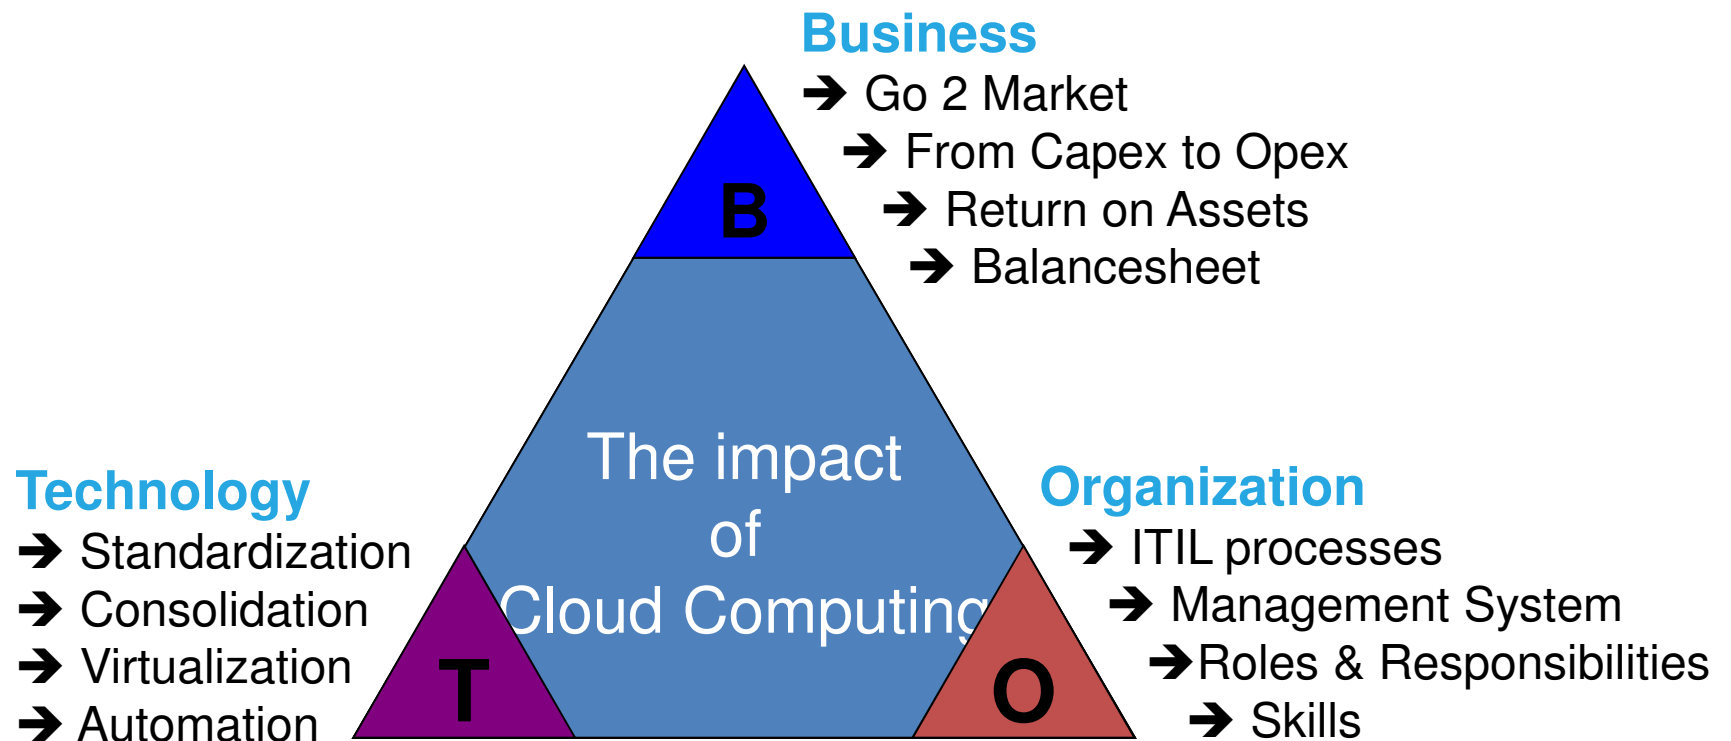 Business
➔ Go 2 Market
➔ From Capex to Opex
➔ Return on Assets
➔ Balancesheet
B
The impact
of
Cloud Computing
Technology
➔ Standardization
➔ Consolidation
➔ Virtualization
➔ Automation
T
Organization
➔ ITIL processes
➔ Management System
➔Roles & Responsibilities
➔ Skills
O